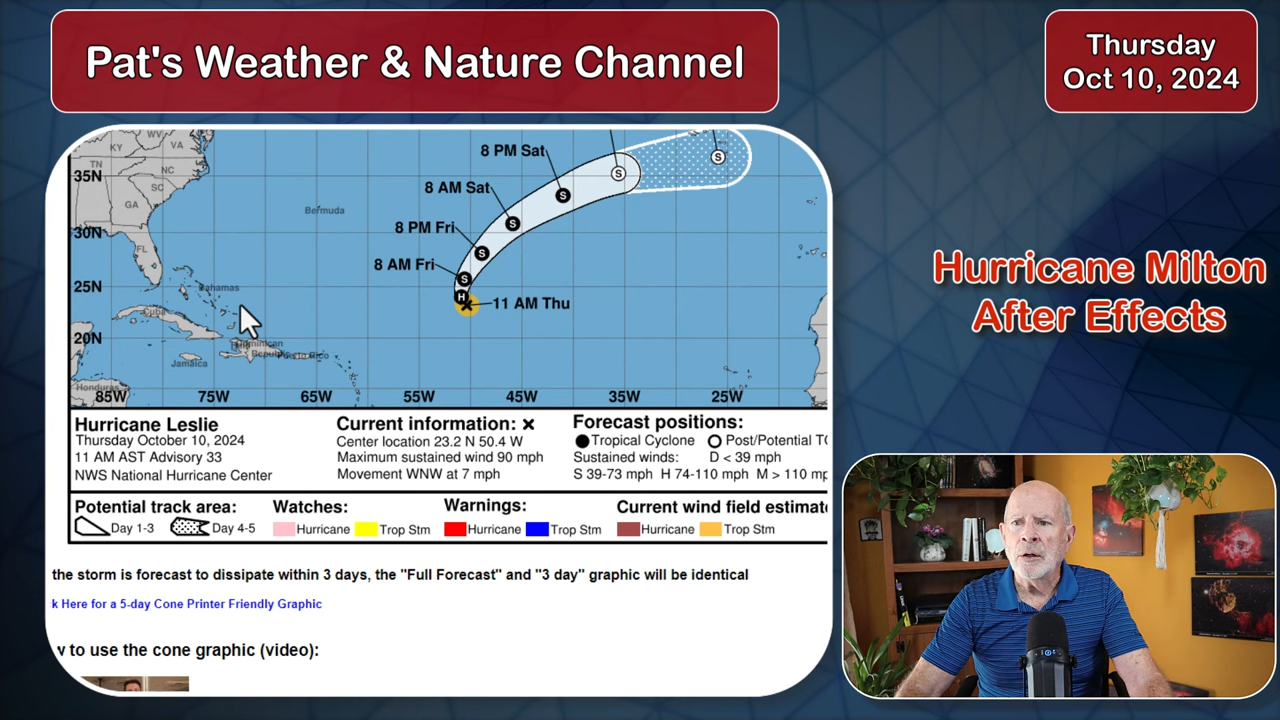 Pat's Weather & Nature Channel
Thursday
Oct 10, 2024
KY
WV
VA
TN
NC
SC
GA
FL
Bermuda
Bahamas
Cuba
Dominican
Puerto Rico
Jamaica
Honduras
35N
30N
25N
20N
85W
75W
65W
55W
45W
35W
25W
8 PM Sat
8 AM Sat
8 PM Fri
8 AM Fri
11 AM Thu
S
S
S
S
S
S
H
Hurricane Milton
After Effects
Hurricane Leslie
Thursday October 10, 2024
11 AM AST Advisory 33
NWS National Hurricane Center
Current information: x
Center location 23.2 N 50.4 W
Maximum sustained wind 90 mph
Movement WNW at 7 mph
Forecast positions:
Tropical Cyclone Post/Potential TC
Sustained winds: D < 39 mph
S 39-73 mph H 74-110 mph M > 110 mp
Potential track area:
Day 1-3 Day 4-5
Watches:
Hurricane Trop Stm
Warnings:
Hurricane Trop Stm
Current wind field estimat
Hurricane Trop Stm
the storm is forecast to dissipate within 3 days, the "Full Forecast" and "3 day" graphic will be identical
k Here for a 5-day Cone Printer Friendly Graphic
v to use the cone graphic (video):